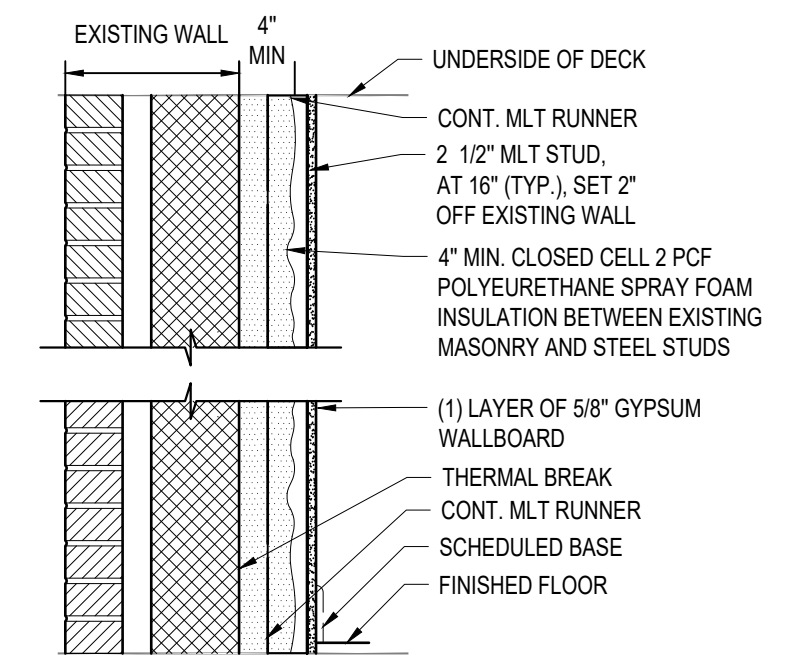 EXISTING WALL
4"
MIN
UNDERSIDE OF DECK
CONT. MLT RUNNER
2 1/2" MLT STUD,
AT 16" (TYP.), SET 2"
OFF EXISTING WALL
4" MIN. CLOSED CELL 2 PCF
POLYEURETHANE SPRAY FOAM
INSULATION BETWEEN EXISTING
MASONRY AND STEEL STUDS
(1) LAYER OF 5/8" GYPSUM
WALLBOARD
THERMAL BREAK
CONT. MLT RUNNER
SCHEDULED BASE
FINISHED FLOOR